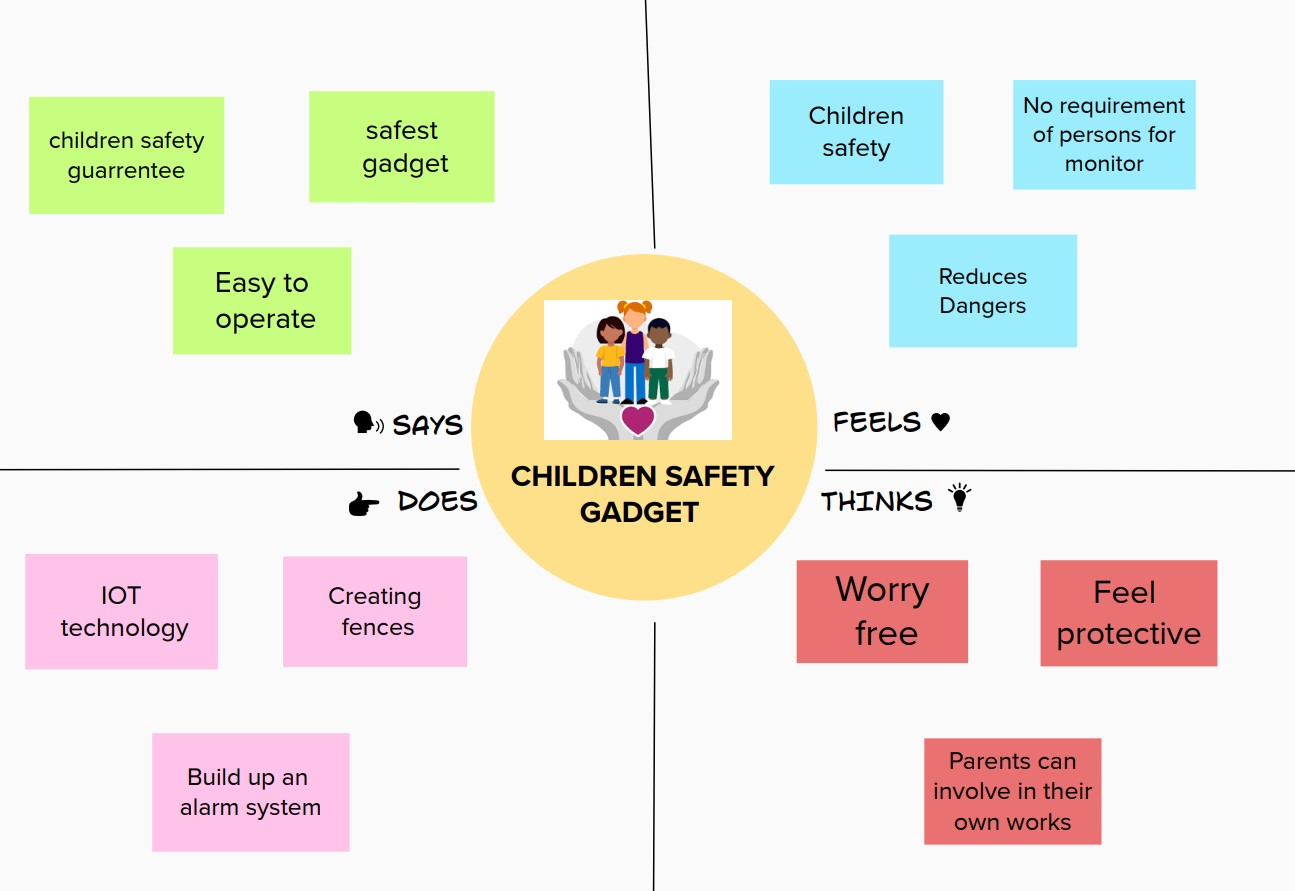 children safety
guarrentee
safest
gadget
Easy to
operate
SAYS
Children
safety
No requirement
of persons for
monitor
Reduces
Dangers
FEELS
CHILDREN SAFETY
GADGET
DOES
IOT
technology
Creating
fences
Build up an
alarm system
THINKS
Worry
free
Feel
protective
Parents can
involve in their
own works